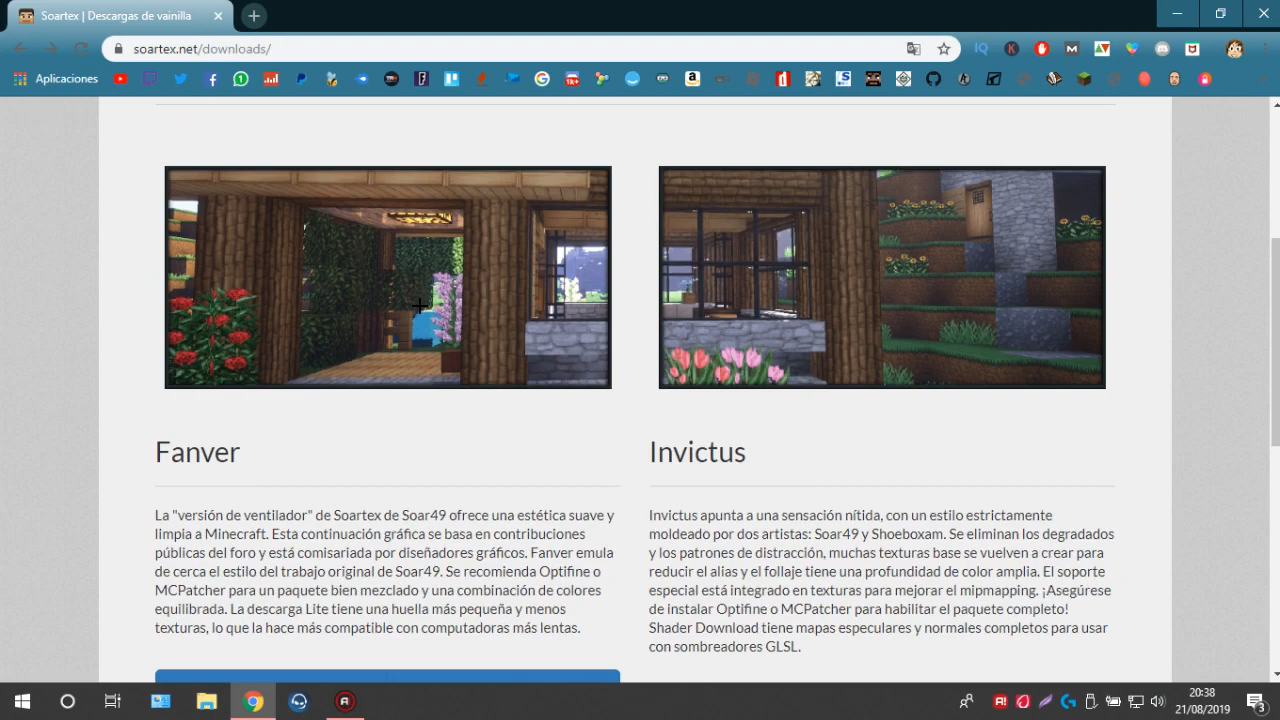 Soartex | Descargas de vainilla
soartex.net/downloads/
Aplicaciones
Fanver
La "versión de ventilador" de Soartex de Soar49 ofrece una estética suave y
limpia a Minecraft. Esta continuación gráfica se basa en contribuciones
públicas del foro y está comisariada por diseñadores gráficos. Fanver emula
de cerca el estilo del trabajo original de Soar49. Se recomienda Optifine o
MCPatcher para un paquete bien mezclado y una combinación de colores
equilibrada. La descarga Lite tiene una huella más pequeña y menos
texturas, lo que la hace más compatible con computadoras más lentas.
Invictus
Invictus apunta a una sensación nítida, con un estilo estrictamente
moldeado por dos artistas: Soar49 y Shoeboxam. Se eliminan los degradados
y los patrones de distracción, muchas texturas base se vuelven a crear para
reducir el alias y el follaje tiene una profundidad de color amplia. El soporte
especial está integrado en texturas para mejorar el mipmapping. ¡Asegúrese
de instalar Optifine o MCPatcher para habilitar el paquete completo!
Shader Download tiene mapas especulares y normales completos para usar
con sombreadores GLSL.
20:38
21/08/2019
3